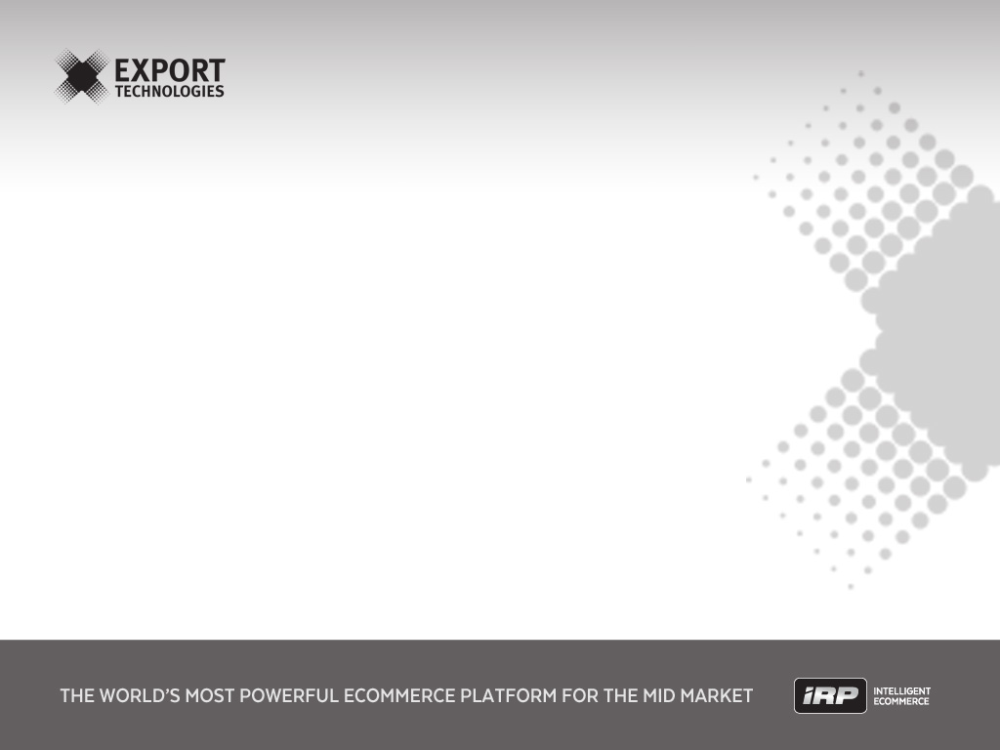 EXPORT
TECHNOLOGIES
THE WORLD'S MOST POWERFUL ECOMMERCE PLATFORM FOR THE MID MARKET
iRP
INTELLIGENT
ECOMMERCE